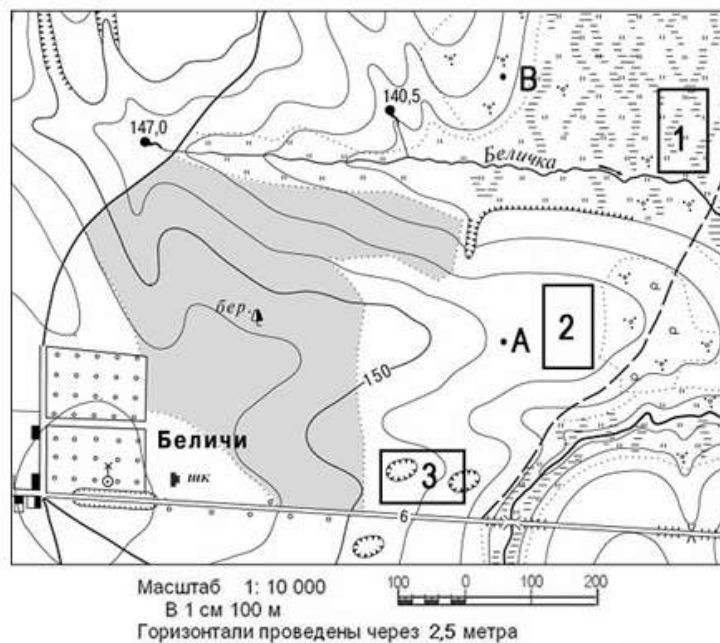 В
140,5
147,0
1
Беличка
бер.
А
2
150
Беличи
шк
3
6
Масштаб 1: 10 000
100 0 100 200
В 1 см 100 м
Горизонтали проведены через 2,5 метра